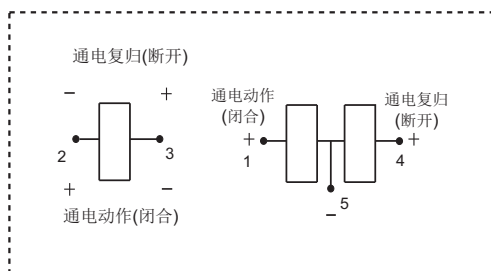 通电复归(断开)
− +
2 3
+ −
通电动作(闭合)
通电动作
(闭合)
+
1
通电复归
(断开)
+
4
5
−